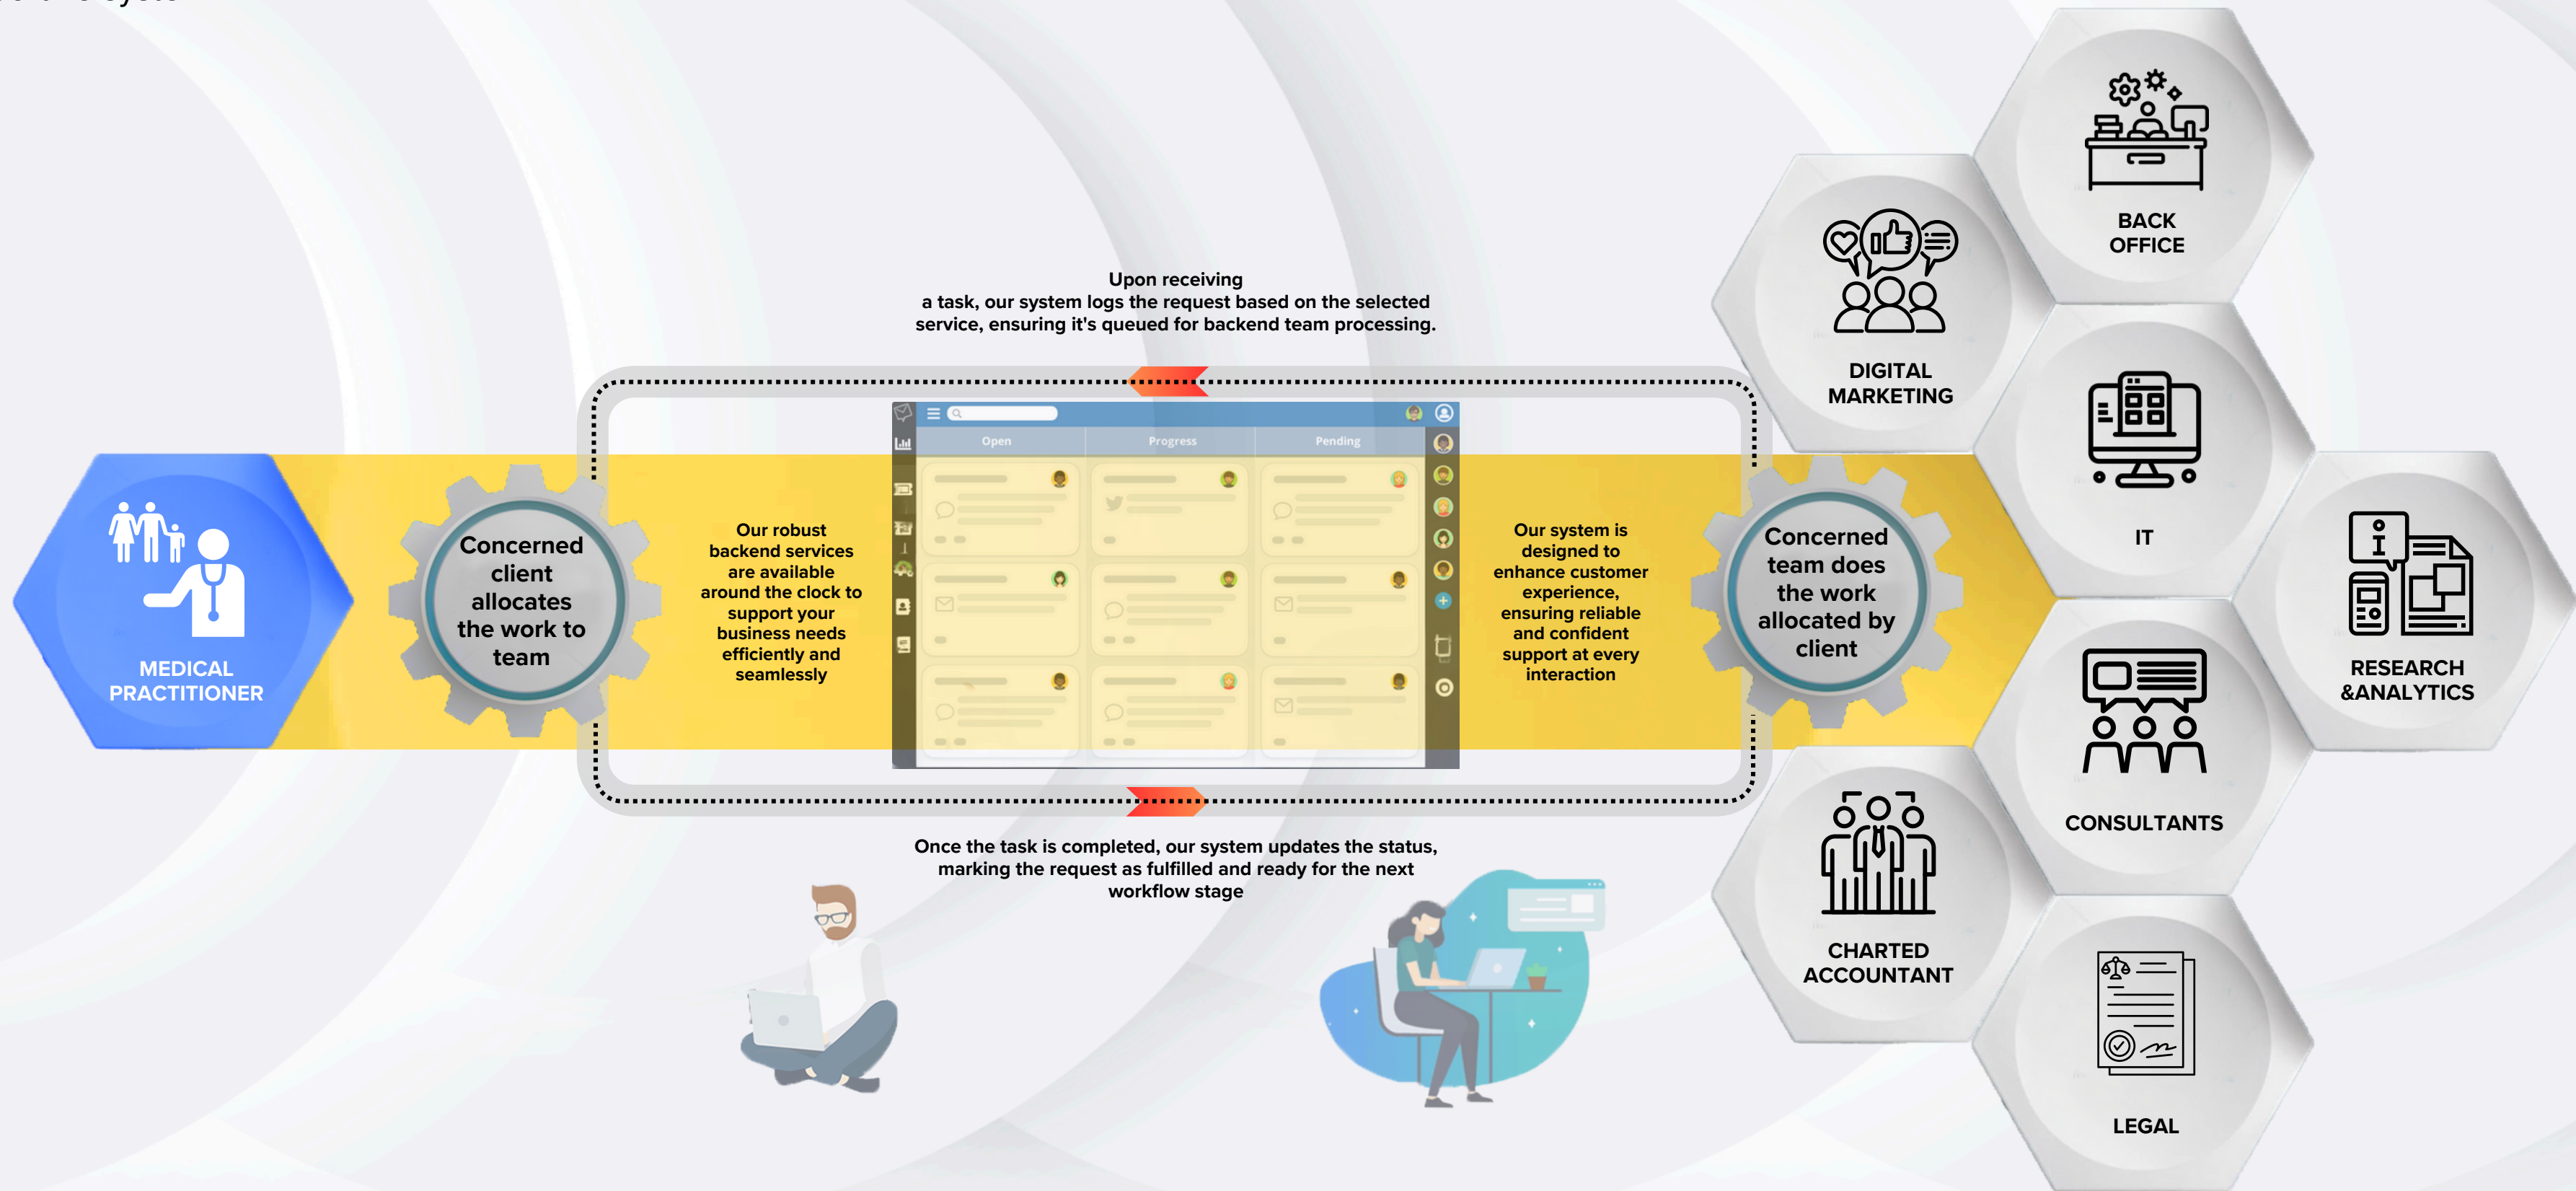 BACK
OFFICE
DIGITAL
MARKETING
IT
RESEARCH
&ANALYTICS
CONSULTANTS
CHARTED
ACCOUNTANT
LEGAL
Upon receiving
a task, our system logs the request based on the selected
service, ensuring it's queued for backend team processing.
MEDICAL
PRACTITIONER
Concerned
client
allocates
the work to
team
Our robust
backend services
are available
around the clock to
support your
business needs
efficiently and
seamlessly
Open
Progress
Pending
Our system is
designed to
enhance customer
experience,
ensuring reliable
and confident
support at every
interaction
Concerned
team does
the work
allocated by
client
Once the task is completed, our system updates the status,
marking the request as fulfilled and ready for the next
workflow stage